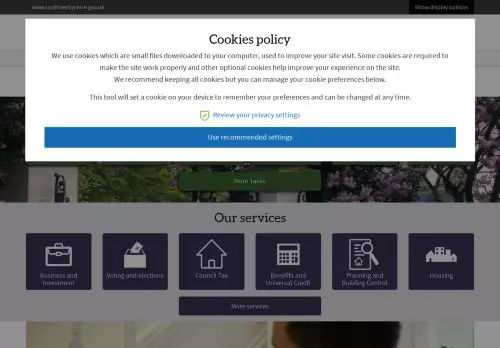 www.southderbyshire.gov.uk
Show display options
Cookies policy
We use cookies which are small files downloaded to your computer, used to improve your site visit. Some cookies are required to
make the site work properly and other optional cookies help improve your experience on the site.
We recommend keeping all cookies but you can manage your cookie preferences below.
This tool will set a cookie on your device to remember your preferences and can be changed at any time.
Review your privacy settings
Use recommended settings
More Tasks
Our services
Business and
Investment
Voting and elections
Council Tax
Benefits and
Universal Credit
Planning and
Building Control
Housing
More services